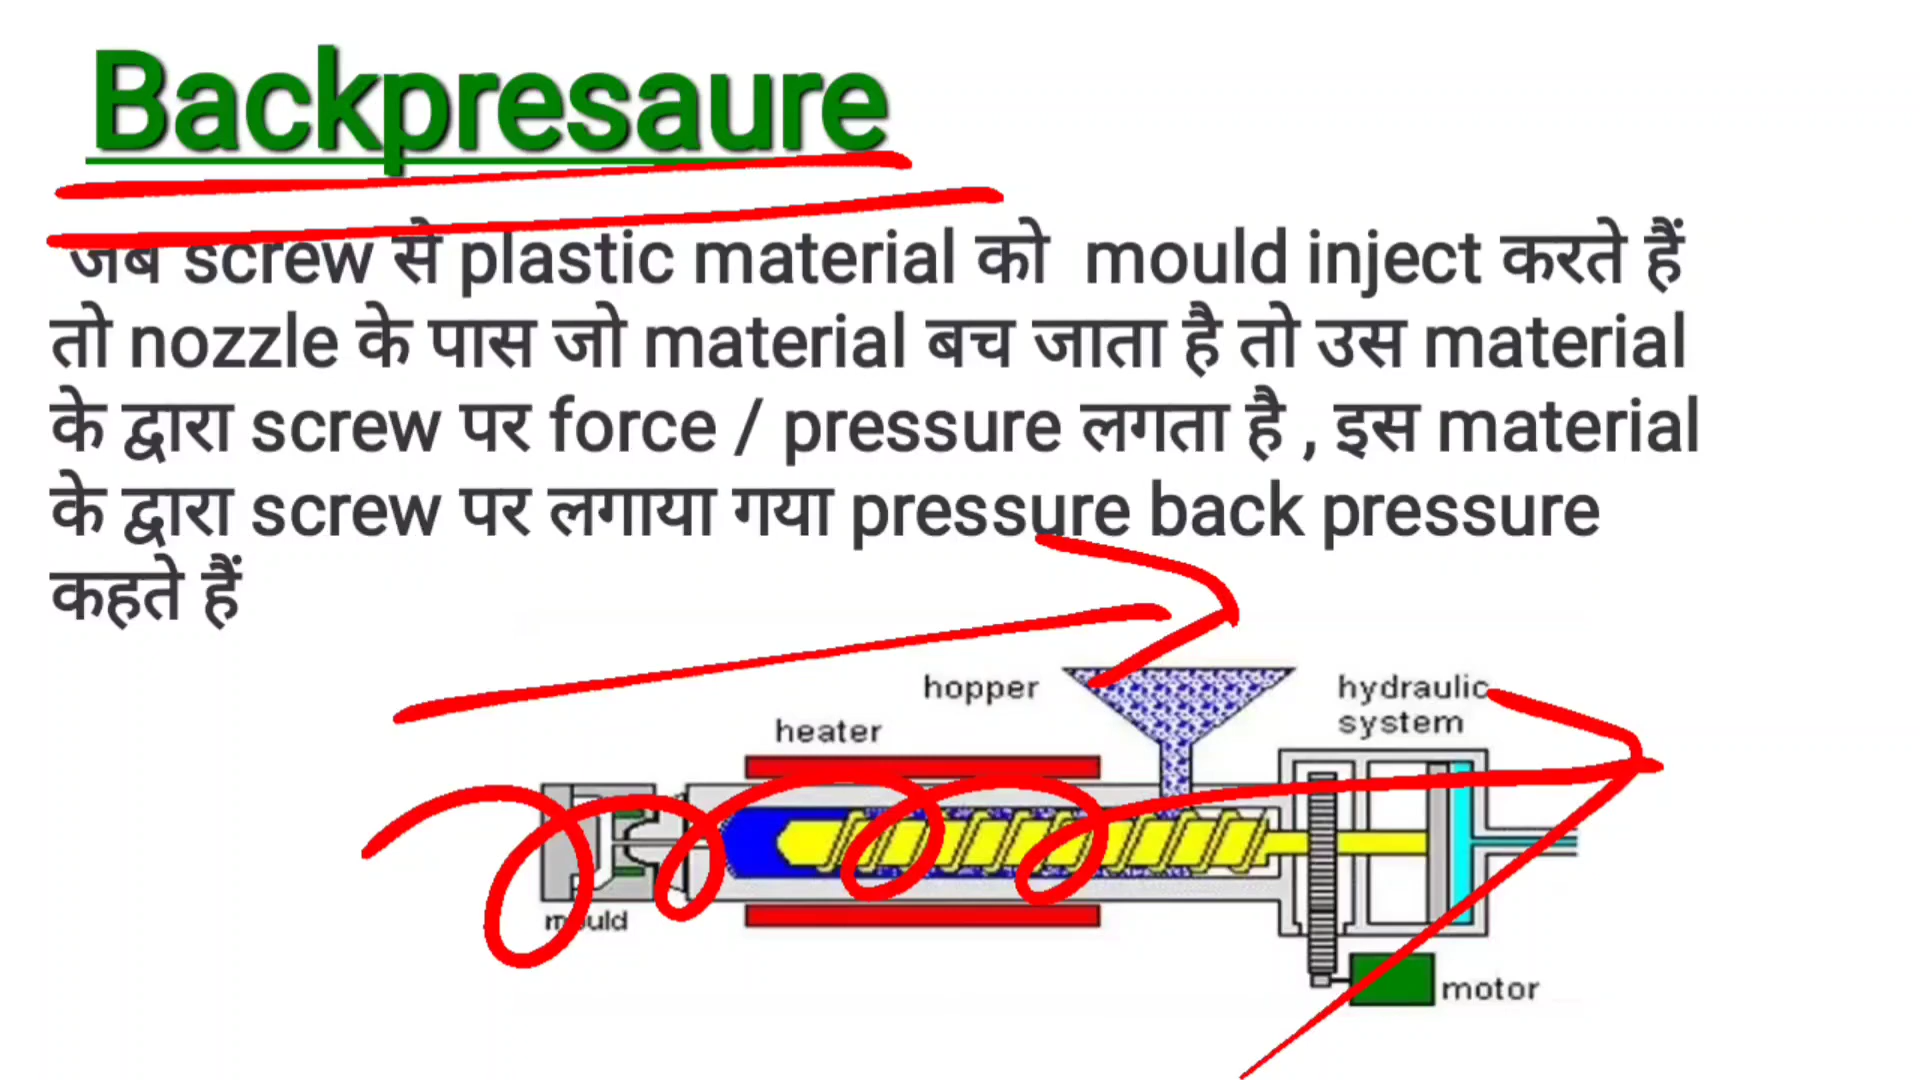 Backpresaure
जब screw से plastic material को mould inject करते हैं
तो nozzle के पास जो material बच जाता है तो उस material
के द्वारा screw पर force / pressure लगता है , इस material
के द्वारा screw पर लगाया गया pressure back pressure
कहते हैं
hopper
hydraulic
system
heater
mould
motor